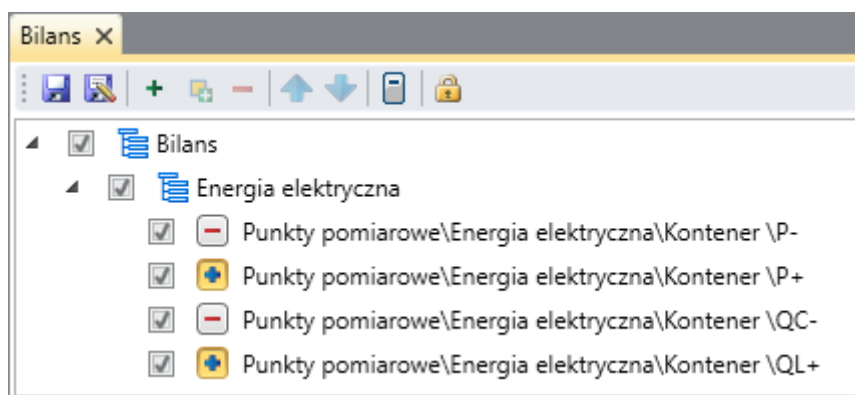 Bilans
Bilans
Energia elektryczna
Punkty pomiarowe\Energia elektryczna\Kontener \P-
Punkty pomiarowe\Energia elektryczna\Kontener \P+
Punkty pomiarowe\Energia elektryczna\Kontener \QC-
Punkty pomiarowe\Energia elektryczna\Kontener \QL+